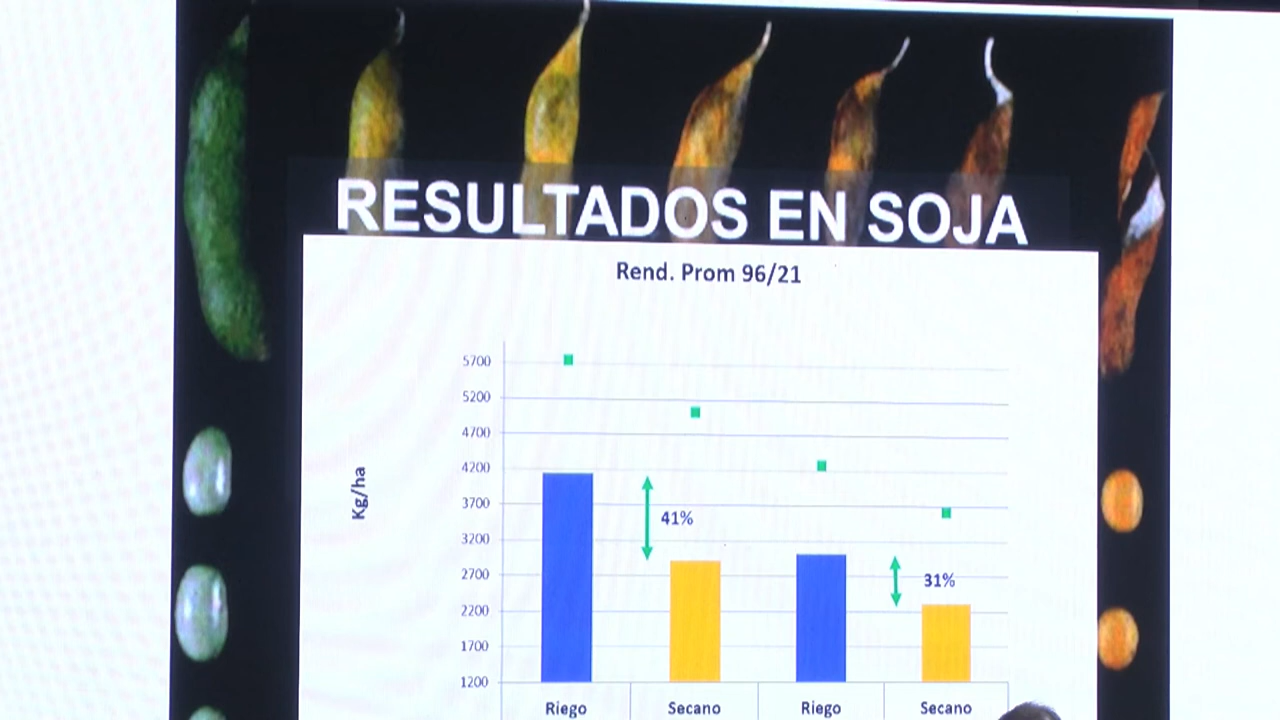 RESULTADOS EN SOJA
Rend. Prom 96/21
Kg/ha
5700
5200
4700
4200
3700
3200
2700
2200
1700
1200
41%
31%
Riego
Secano
Riego
Secano